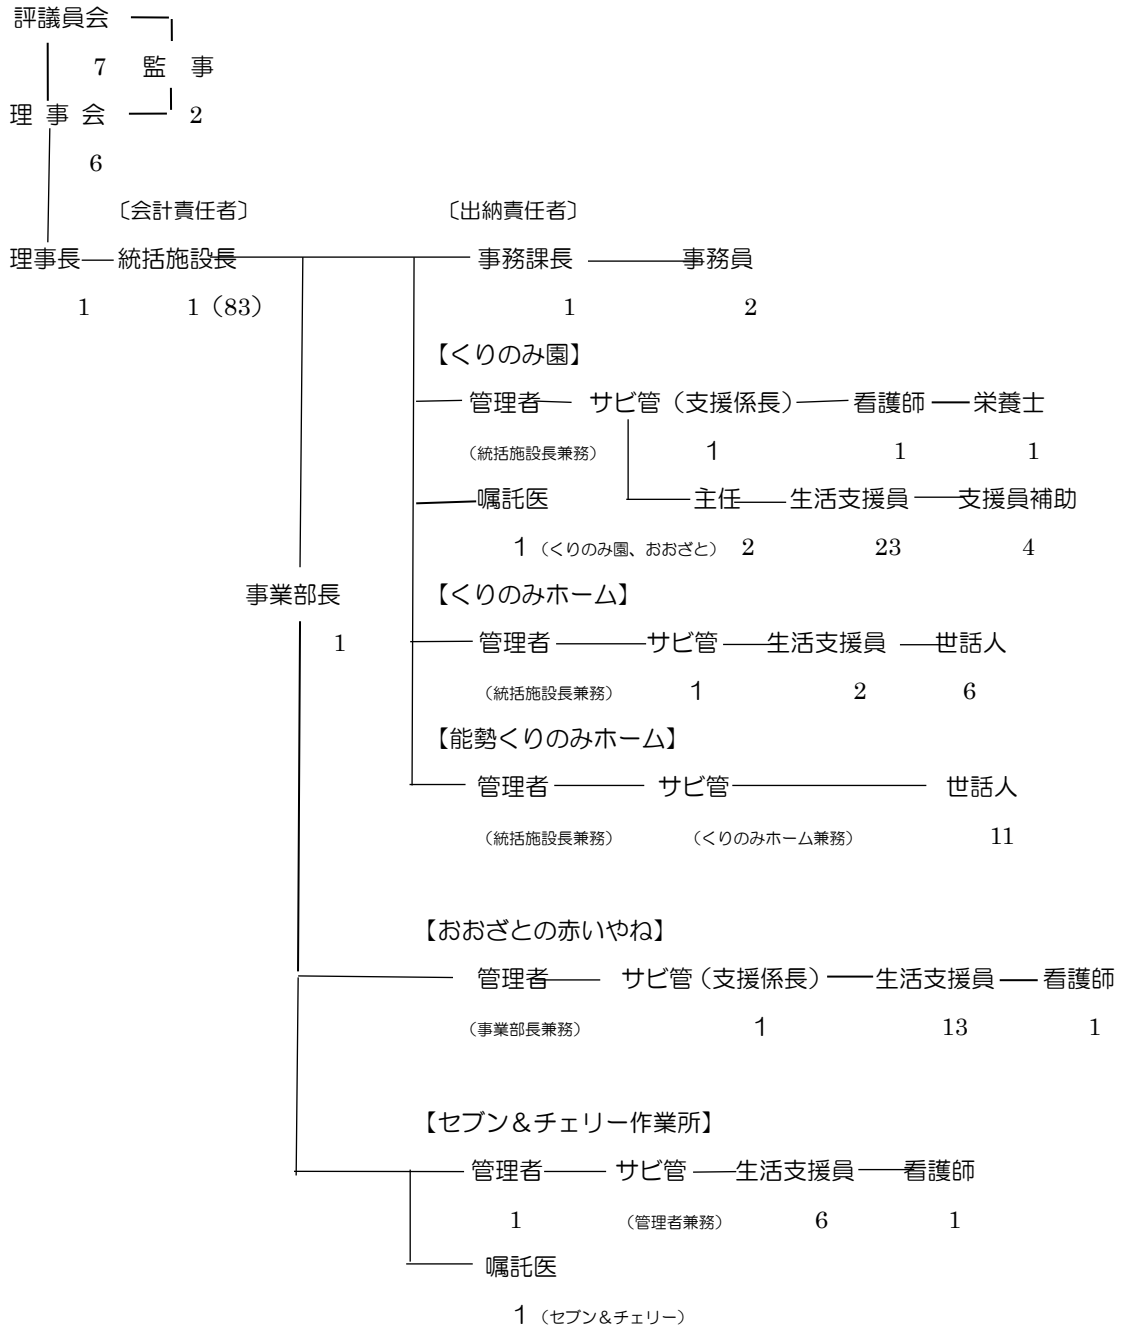 評議員会
7 監 事
理 事 会 2
6
〔会計責任者〕 〔出納責任者〕
理事長 統括施設長 事務課長 事務員
1 1（83） 1 2
【くりのみ園】
管理者 サビ管（支援係長） 看護師 栄養士
（統括施設長兼務） 1 1 1
嘱託医 主任 生活支援員 支援員補助
1（くりのみ園、おおざと） 2 23 4
事業部長 【くりのみホーム】
1 管理者 サビ管 生活支援員 世話人
（統括施設長兼務） 1 2 6
【能勢くりのみホーム】
管理者 サビ管 世話人
（統括施設長兼務） （くりのみホーム兼務） 11
【おおざとの赤いやね】
管理者 サビ管（支援係長） 生活支援員 看護師
（事業部長兼務） 1 13 1
【セブン＆チェリー作業所】
管理者 サビ管 生活支援員 看護師
1 （管理者兼務） 6 1
嘱託医
1（セブン＆チェリー）